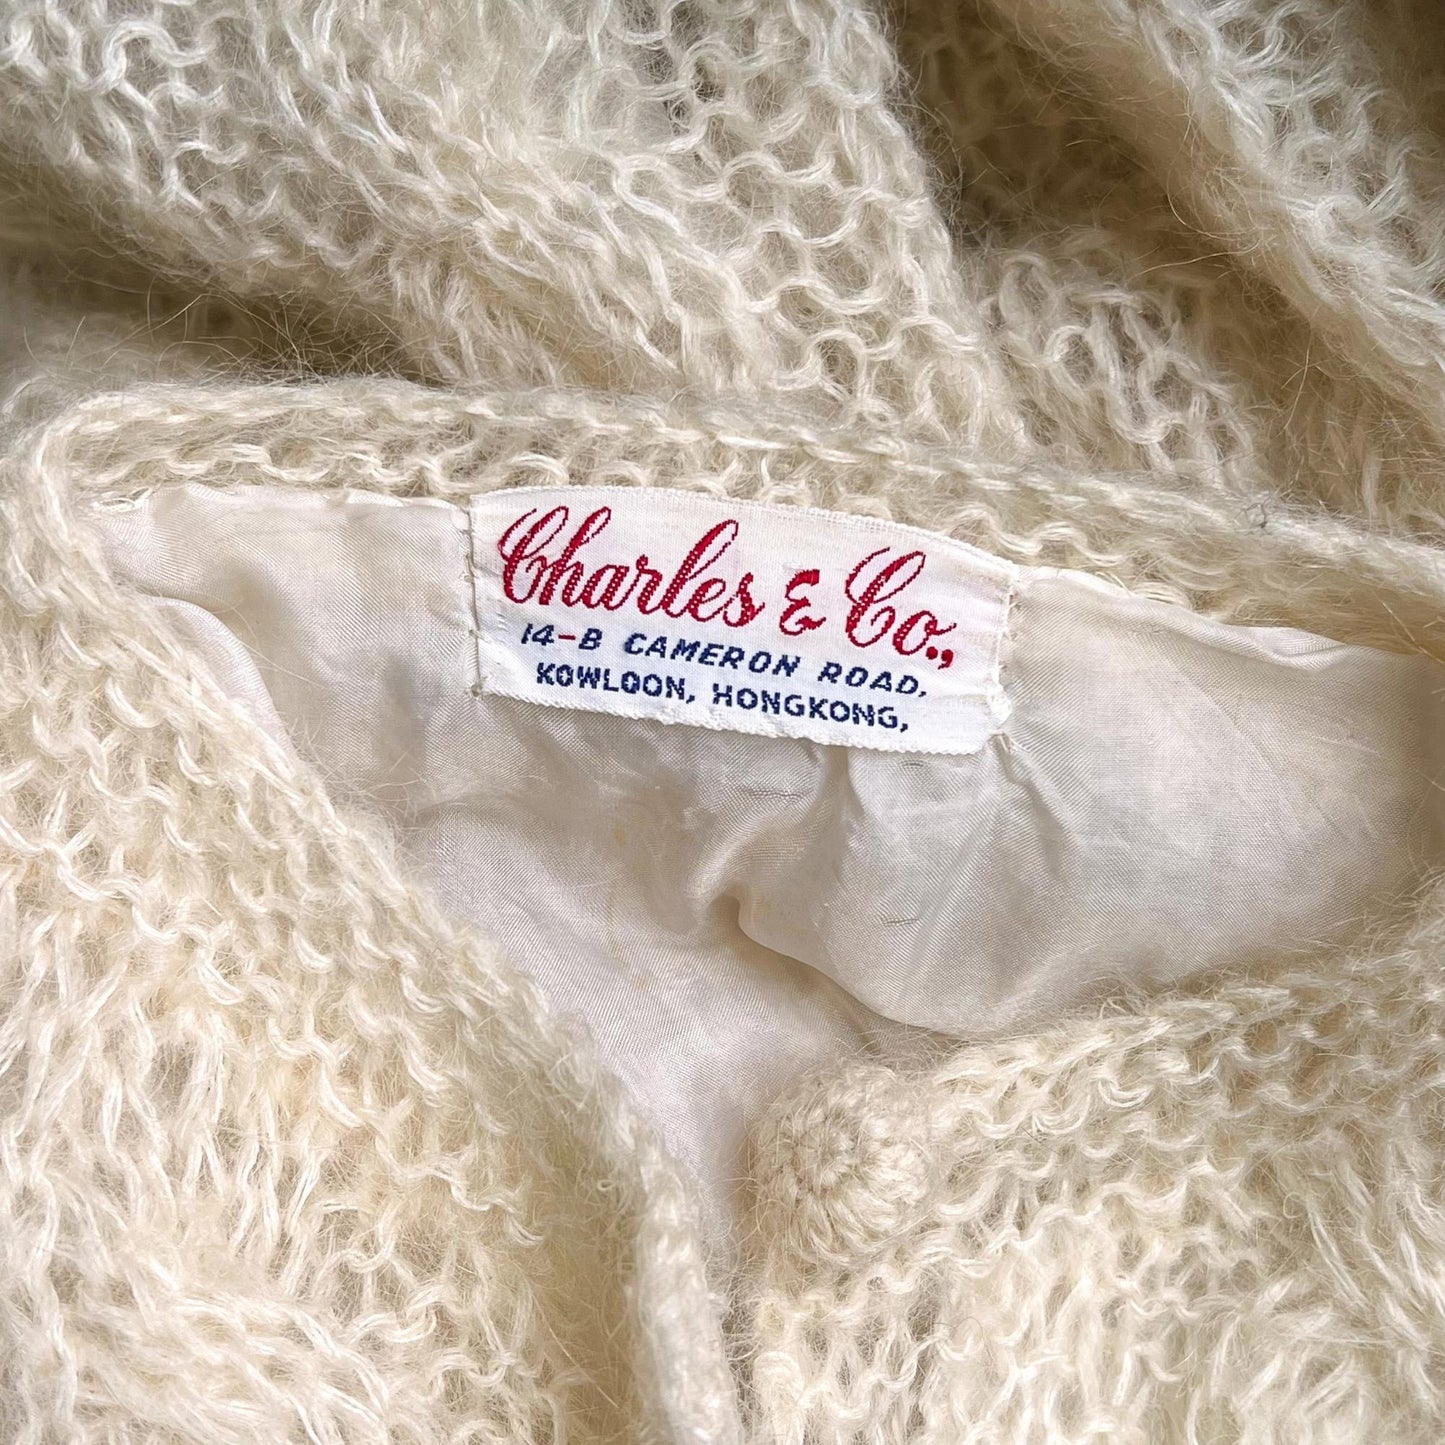 Charles & Co.,
14-B CAMERON ROAD,
KOWLOON, HONGKONG,